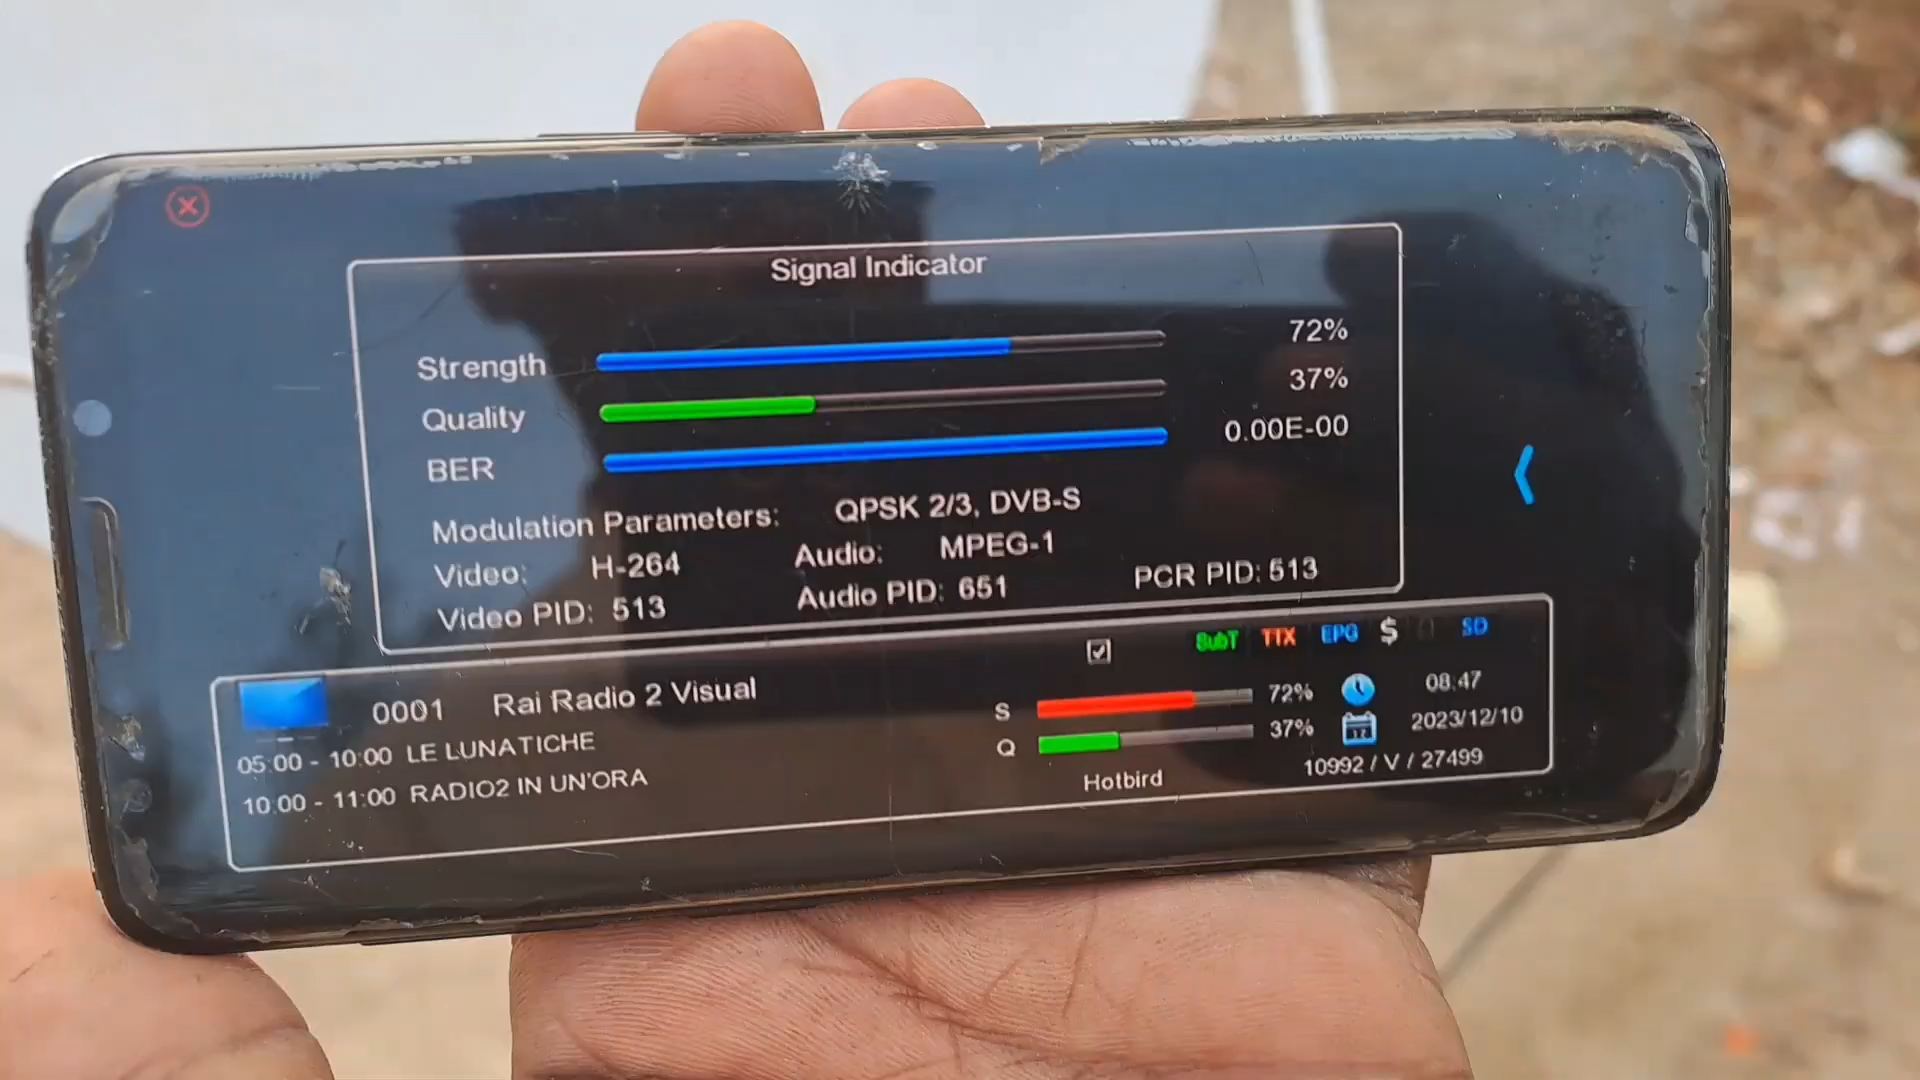 Signal Indicator
Strength 72%
Quality 37%
BER 0.00E-00
Modulation Parameters: QPSK 2/3, DVB-S
Video: H-264 Audio: MPEG-1
Video PID: 513 Audio PID: 651 PCR PID: 513
SubT TTX EPG $ SD
0001 Rai Radio 2 Visual S 72% 08:47
05:00 - 10:00 LE LUNATICHE Q 37% 2023/12/10
10:00 - 11:00 RADIO2 IN UN'ORA Hotbird 10992 / V / 27499